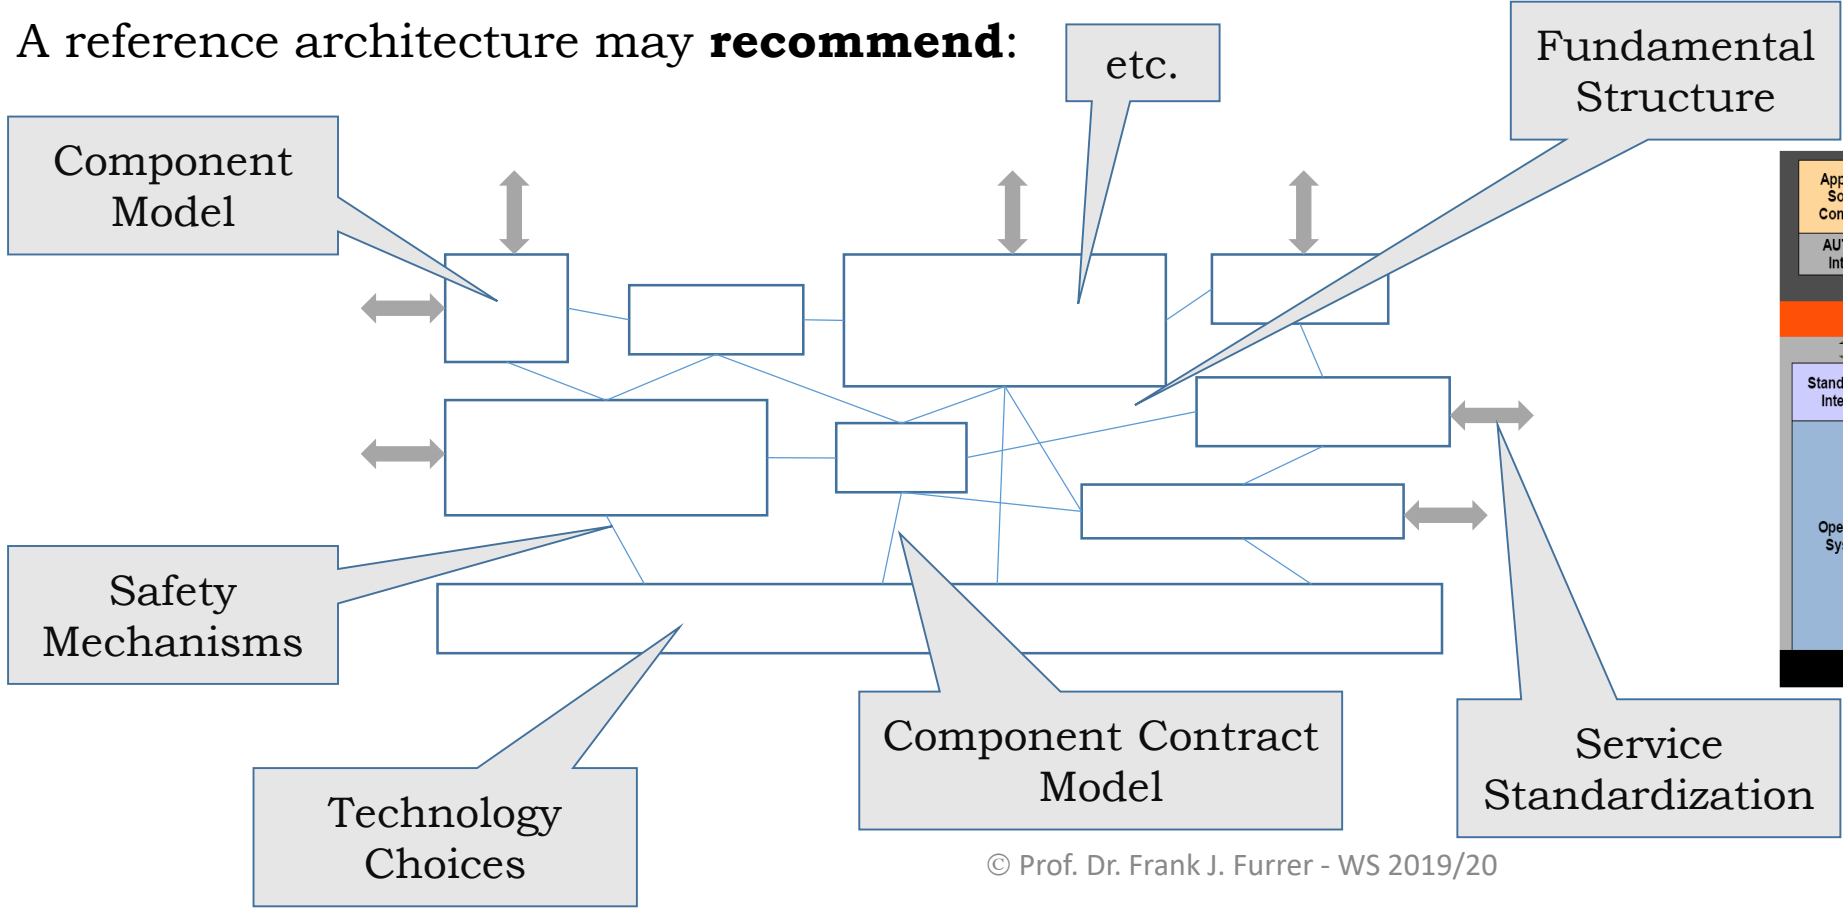 A reference architecture may recommend:
etc.
Fundamental
Structure
Component
Model
Safety
Mechanisms
Technology
Choices
Component Contract
Model
Service
Standardization
© Prof. Dr. Frank J. Furrer - WS 2019/20